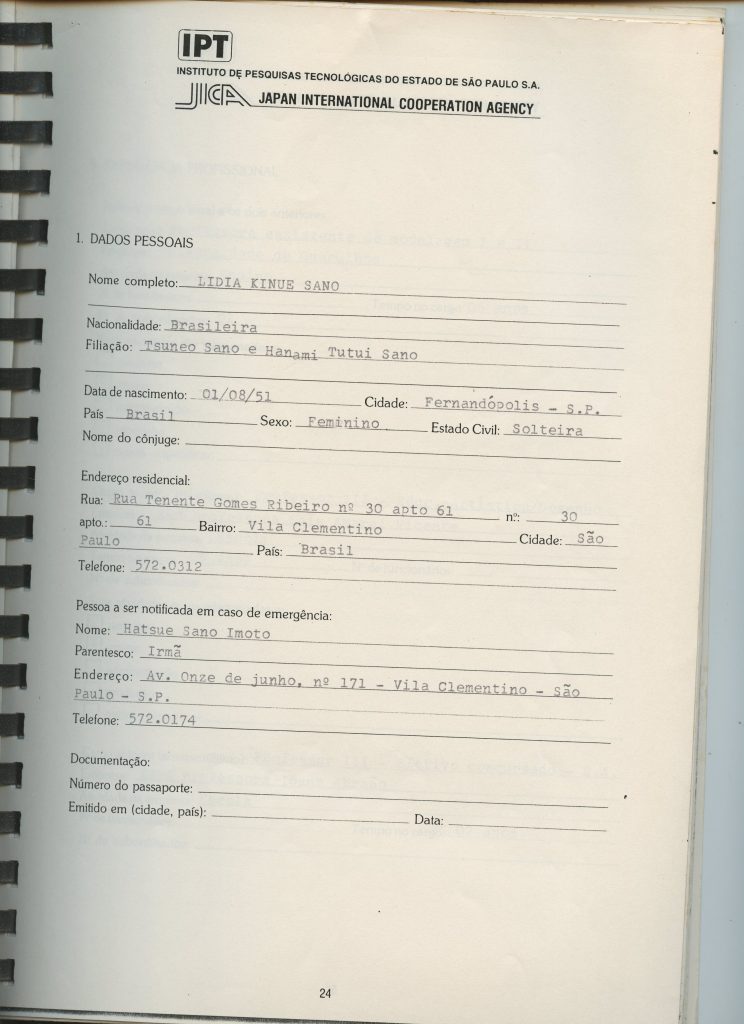 IPT
INSTITUTO DE PESQUISAS TECNOLÓGICAS DO ESTADO DE SÃO PAULO S.A.
JICA JAPAN INTERNATIONAL COOPERATION AGENCY
1. DADOS PESSOAIS
Nome completo: LIDIA KINUE SANO
Nacionalidade: Brasileira
Filiação: Tsuneo Sano e Hanami Tutui Sano
Data de nascimento: 01/08/51 Cidade: Fernandópolis - S.P.
País Brasil Sexo: Feminino Estado Civil: Solteira
Nome do cônjuge:
Endereço residencial:
Rua: Rua Tenente Gomes Ribeiro nº 30 apto 61 n.º: 30
apto.: 61 Bairro: Vila Clementino Cidade: São
Paulo País: Brasil
Telefone: 572.0312
Pessoa a ser notificada em caso de emergência:
Nome: Hatsue Sano Imoto
Parentesco: Irmã
Endereço: Av. Onze de junho, nº 171 - Vila Clementino - São
Paulo - S.P.
Telefone: 572.0174
Documentação:
Número do passaporte:
Emitido em (cidade, país): Data:
24